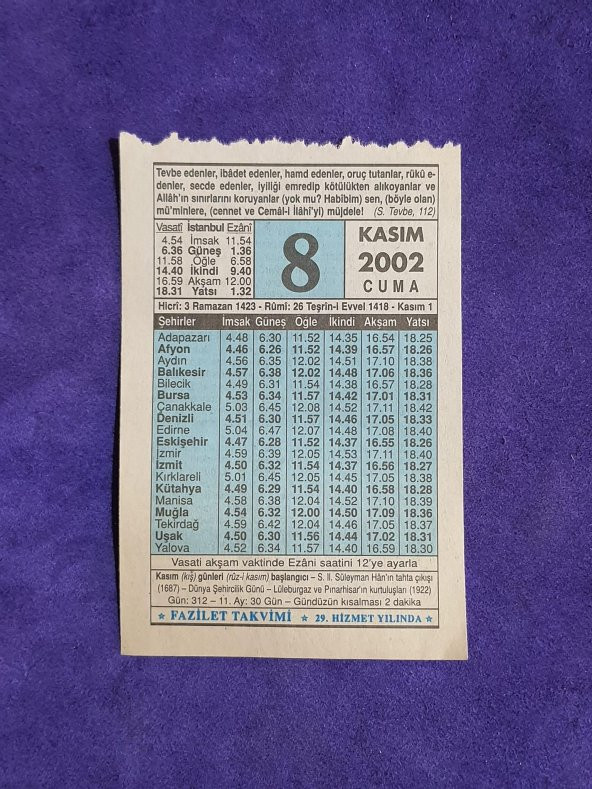 Tevbe edenler, ibâdet edenler, hamd edenler, oruç tutanlar, rükû e-
denler, secde edenler, iyiliği emredip kötülükten alıkoyanlar ve
Allâh'ın sınırlarını koruyanlar (yok mu? Habîbim) sen, (böyle olan)
mü'minlere, (cennet ve Cemâl-i İlâhî'yi) müjdele! (S. Tevbe, 112)
Vasatî İstanbul Ezânî
4.54 İmsak 11.54
6.36 Güneş 1.36
11.58 Öğle 6.58
14.40 İkindi 9.40
16.59 Akşam 12.00
18.31 Yatsı 1.32
8
KASIM
2002
CUMA
Hicrî: 3 Ramazan 1423 - Rûmî: 26 Teşrîn-i Evvel 1418 - Kasım 1
Şehirler İmsak Güneş Öğle İkindi Akşam Yatsı
Adapazarı 4.48 6.30 11.52 14.35 16.54 18.25
Afyon 4.46 6.26 11.52 14.39 16.57 18.26
Aydın 4.56 6.35 12.02 14.51 17.10 18.38
Balıkesir 4.57 6.38 12.02 14.48 17.06 18.36
Bilecik 4.49 6.31 11.54 14.38 16.57 18.28
Bursa 4.53 6.34 11.57 14.42 17.01 18.31
Çanakkale 5.03 6.45 12.08 14.52 17.11 18.42
Denizli 4.51 6.30 11.57 14.46 17.05 18.33
Edirne 5.04 6.47 12.07 14.48 17.08 18.40
Eskişehir 4.47 6.28 11.52 14.37 16.55 18.26
İzmir 4.59 6.39 12.05 14.53 17.11 18.40
İzmit 4.50 6.32 11.54 14.37 16.56 18.27
Kırklareli 5.01 6.45 12.05 14.45 17.05 18.38
Kütahya 4.49 6.29 11.54 14.40 16.58 18.28
Manisa 4.58 6.38 12.04 14.52 17.10 18.39
Muğla 4.54 6.32 12.00 14.50 17.09 18.36
Tekirdağ 4.59 6.42 12.04 14.46 17.05 18.37
Uşak 4.50 6.30 11.56 14.44 17.02 18.31
Yalova 4.52 6.34 11.57 14.40 16.59 18.30
Vasati akşam vaktinde Ezâni saatini 12'ye ayarla
Kasım (kış) günleri (rûz-i kasım) başlangıcı – S. II. Süleyman Hân'ın tahta çıkışı
(1687) – Dünya Şehircilik Günü – Lüleburgaz ve Pınarhisar'ın kurtuluşları (1922)
Gün: 312 – 11. Ay: 30 Gün – Gündüzün kısalması 2 dakika
★ FAZİLET TAKVİMİ ★ 29. HİZMET YILINDA ★